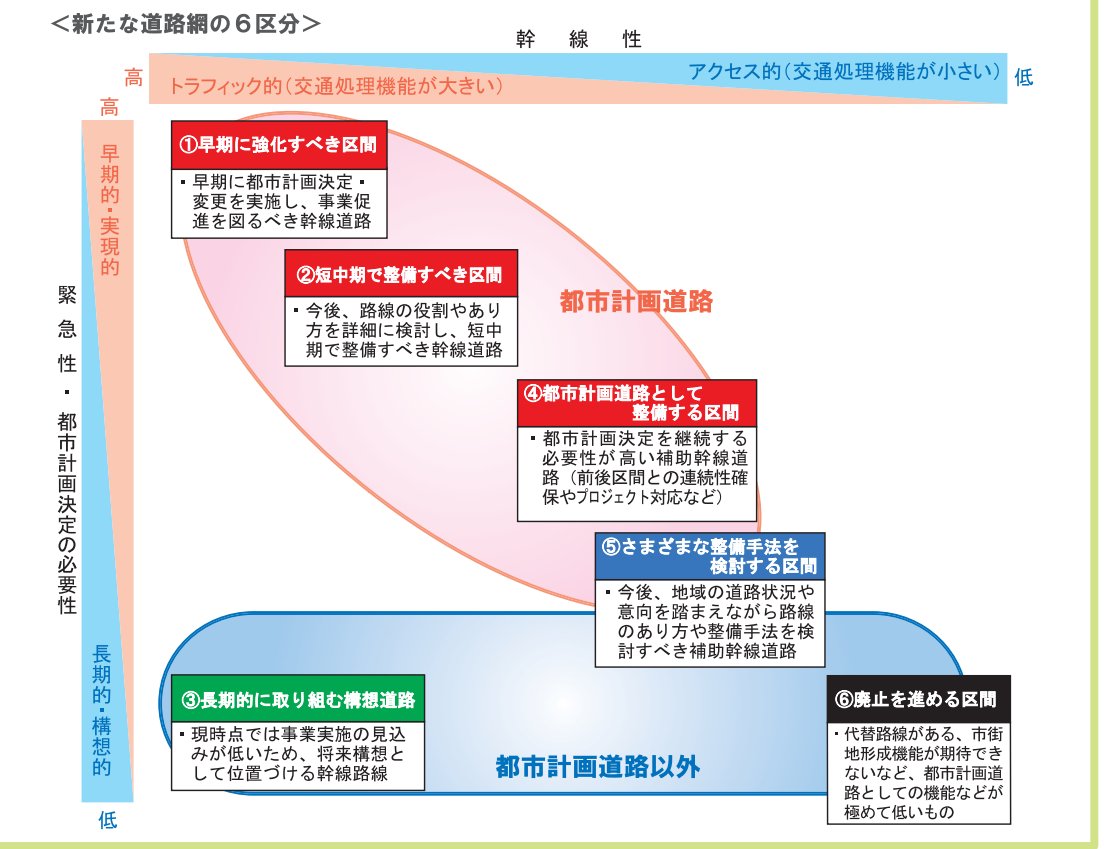 ＜新たな道路網の６区分＞
幹線性
高
トラフィック的（交通処理機能が大きい）
アクセス的（交通処理機能が小さい）
低
高
早期的・実現的
緊急性・都市計画決定の必要性
長期的・構想的
低
①早期に強化すべき区間
・早期に都市計画決定・
変更を実施し、事業促
進を図るべき幹線道路
②短中期で整備すべき区間
・今後、路線の役割やあり
方を詳細に検討し、短中
期で整備すべき幹線道路
都市計画道路
④都市計画道路として
整備する区間
・都市計画決定を継続する
必要性が高い補助幹線道
路（前後区間との連続性確
保やプロジェクト対応など）
⑤さまざまな整備手法を
検討する区間
・今後、地域の道路状況や
意向を踏まえながら路線
のあり方や整備手法を検
討すべき補助幹線道路
③長期的に取り組む構想道路
・現時点では事業実施の見込
みが低いため、将来構想と
して位置づける幹線路線
都市計画道路以外
⑥廃止を進める区間
・代替路線がある、市街
地形成機能が期待でき
ないなど、都市計画道
路としての機能などが
極めて低いもの